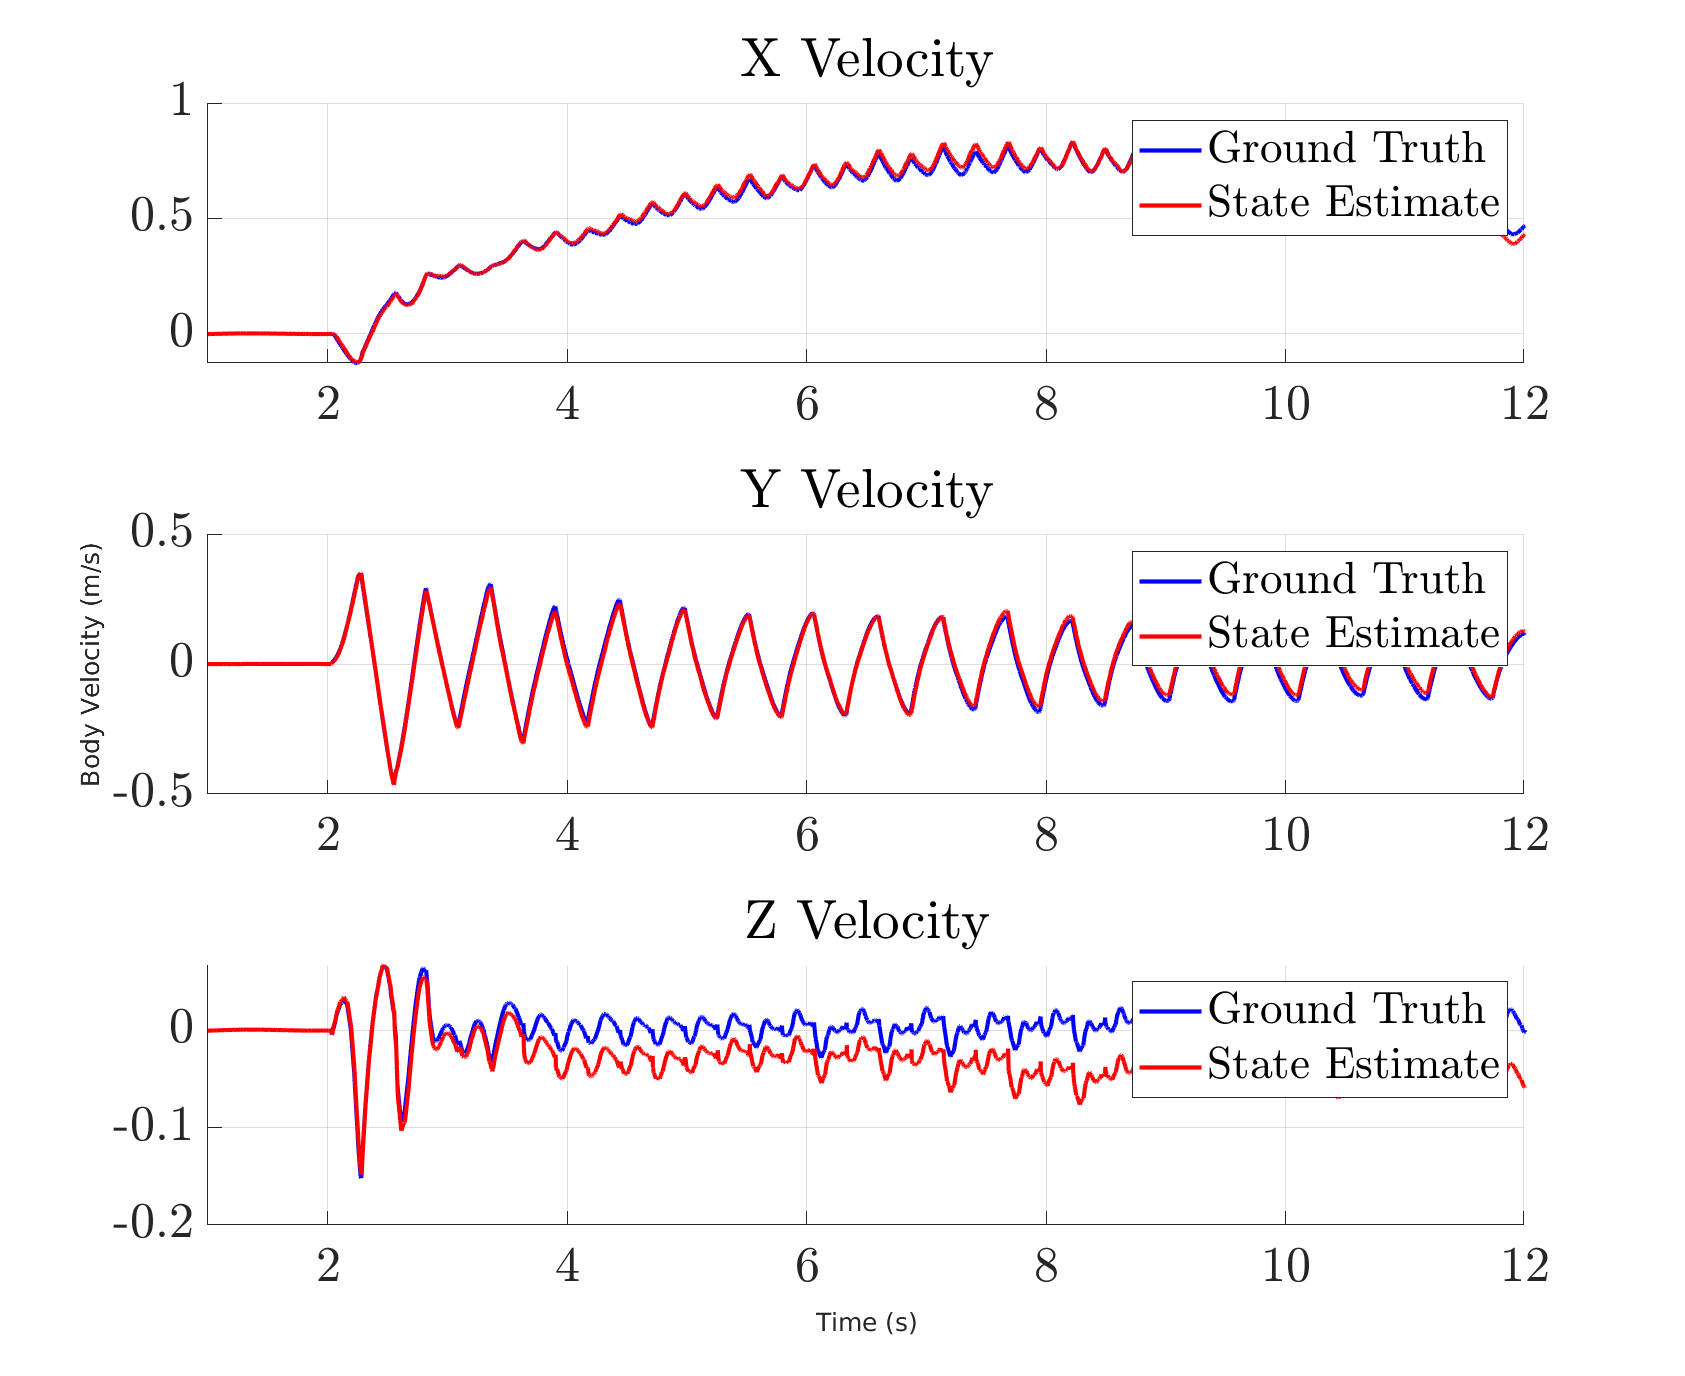 X Velocity
1
0.5
0
2 4 6 8 10 12
Ground Truth
State Estimate
Y Velocity
0.5
0
-0.5
2 4 6 8 10 12
Ground Truth
State Estimate
Body Velocity (m/s)
Z Velocity
0
-0.1
-0.2
2 4 6 8 10 12
Ground Truth
State Estimate
Time (s)